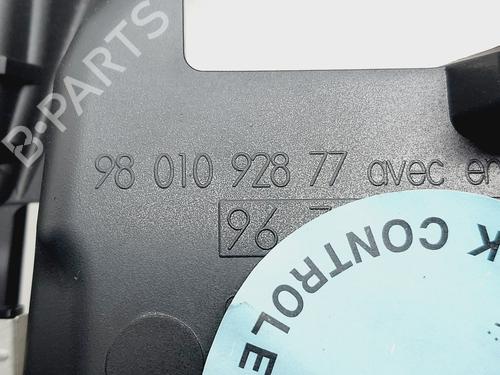 B-PARTS
98 010 928 77 avec
96
K CONTROLE